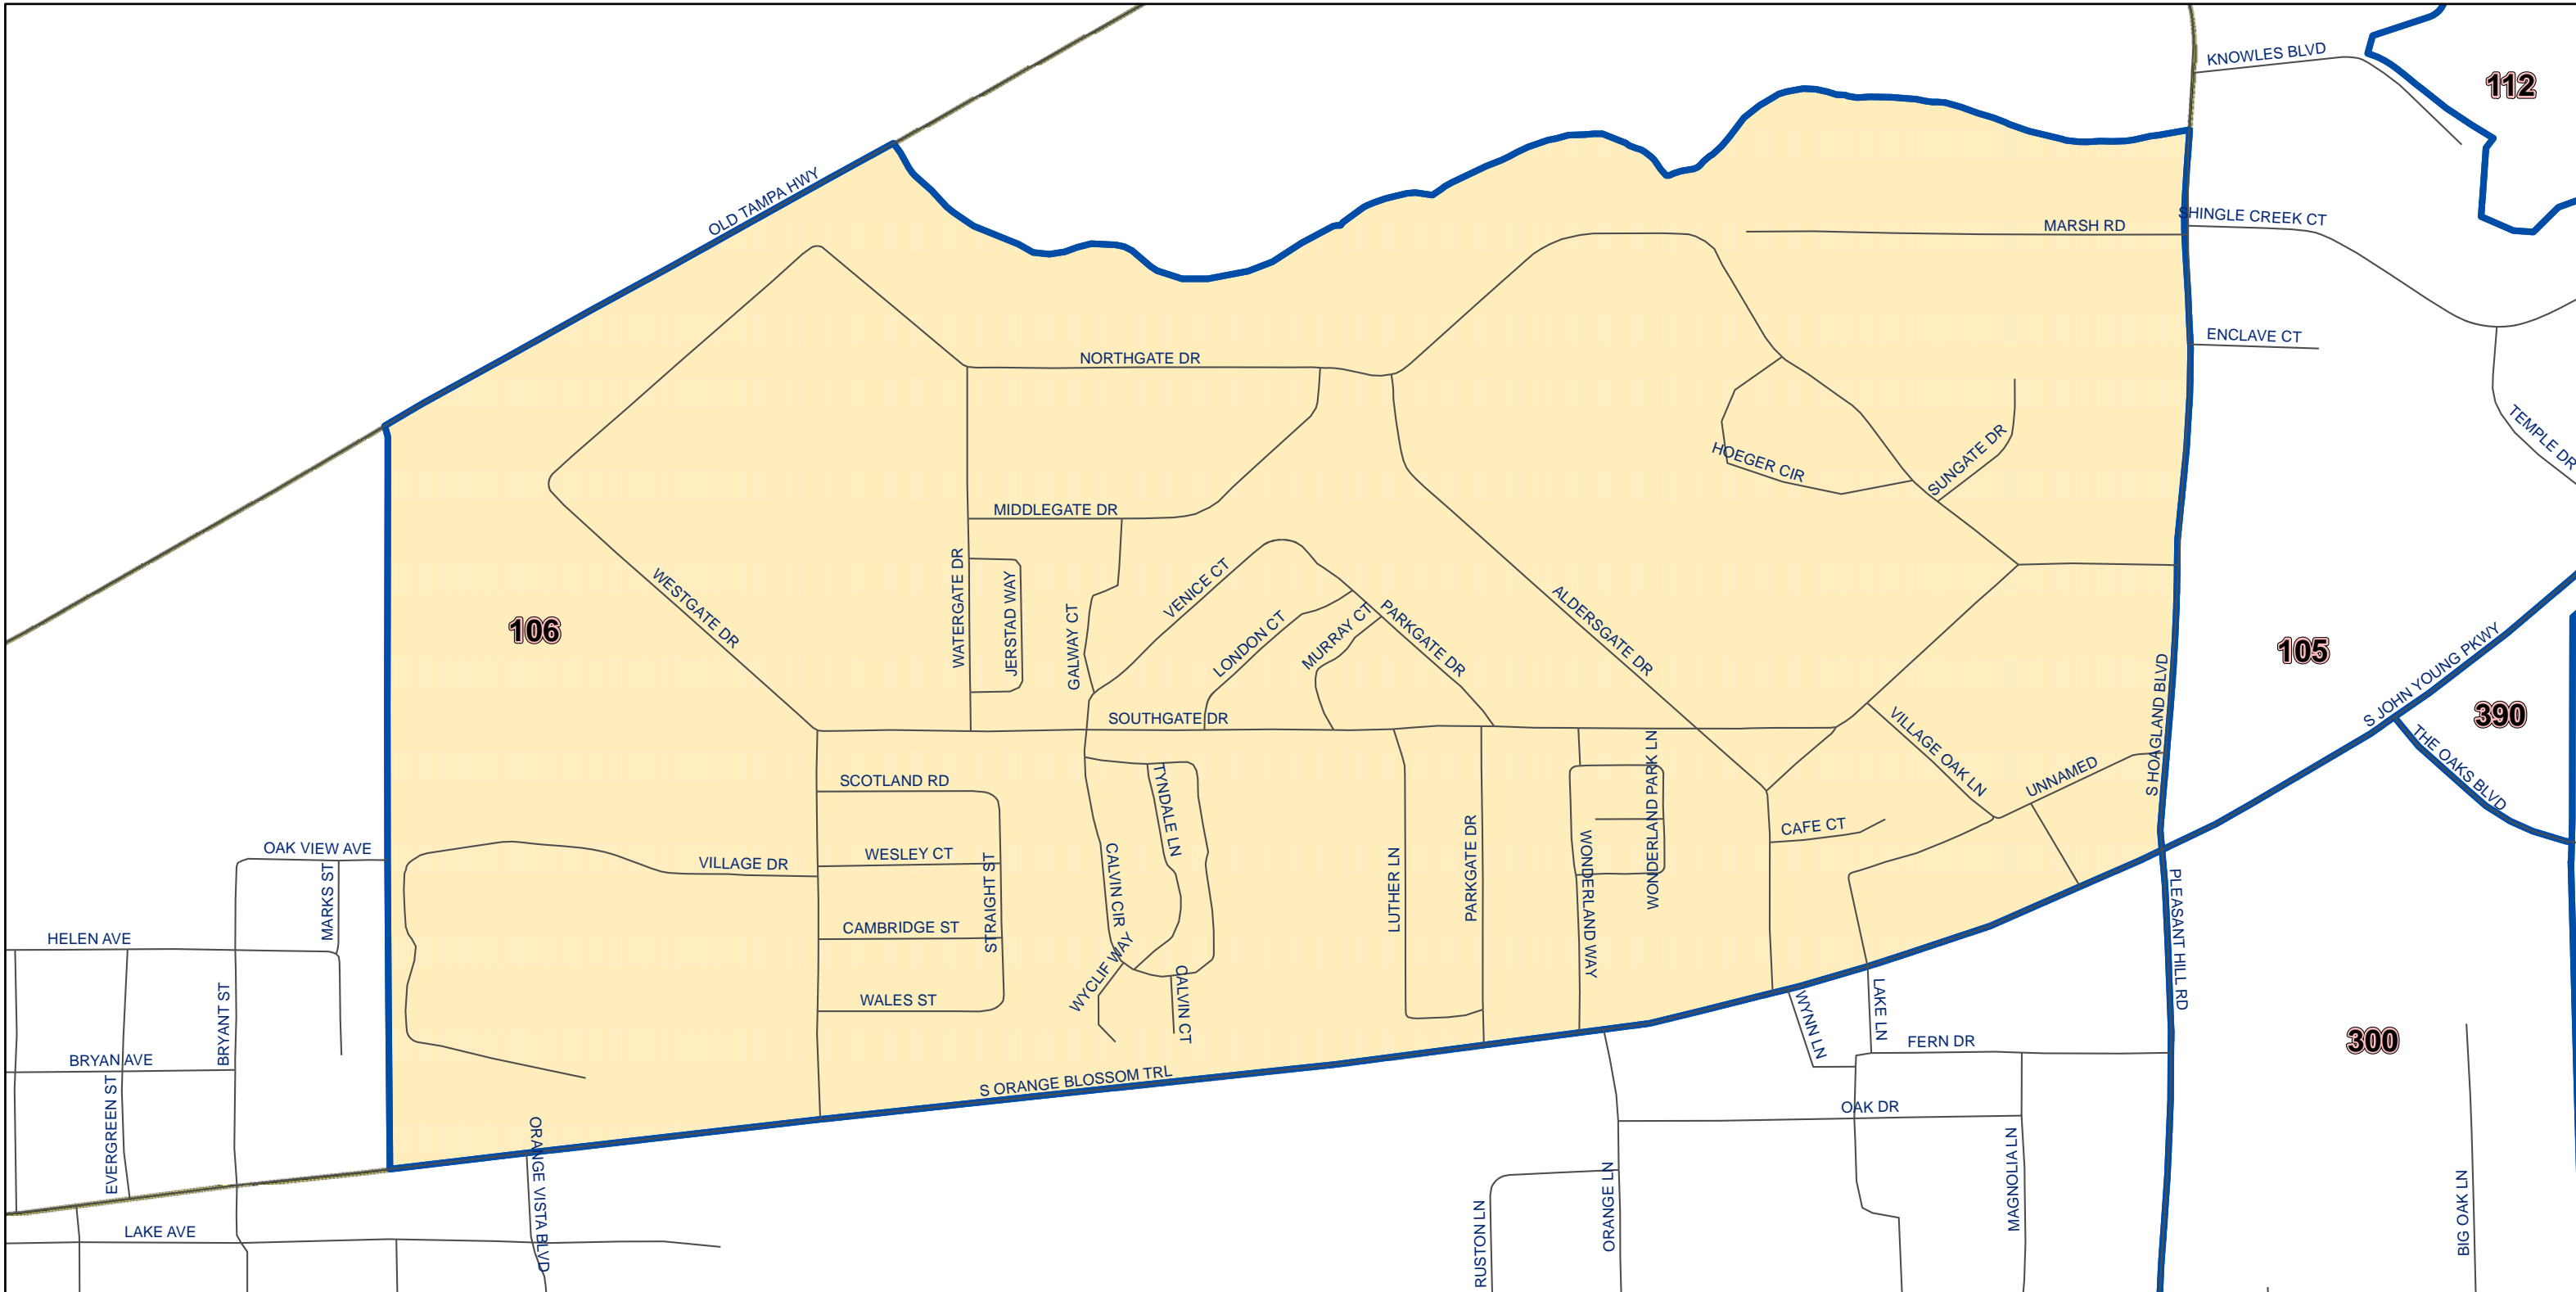 KNOWLES BLVD
112
OLD TAMPA HWY
SHINGLE CREEK CT
MARSH RD
ENCLAVE CT
NORTHGATE DR
TEMPLE DR
HOEGER CIR
SUNGATE DR
MIDDLEGATE DR
WESTGATE DR
WATERGATE DR
JERSTAD WAY
GALWAY CT
VENICE CT
LONDON CT
MURRAY CT
PARKGATE DR
ALDERSGATE DR
106
105
S JOHN YOUNG PKWY
390
THE OAKS BLVD
S HOAGLAND BLVD
SOUTHGATE DR
VILLAGE OAK LN
UNNAMED
SCOTLAND RD
TYNDALE LN
WONDERLAND PARK LN
CAFE CT
OAK VIEW AVE
MARKS ST
VILLAGE DR
WESLEY CT
STRAIGHT ST
CALVIN CIR
LUTHER LN
PARKGATE DR
WONDERLAND WAY
PLEASANT HILL RD
HELEN AVE
CAMBRIDGE ST
WYCLIF WAY
CALVIN CT
WALES ST
BRYANT ST
WYNN LN
LAKE LN
FERN DR
300
BRYAN AVE
EVERGREEN ST
S ORANGE BLOSSOM TRL
OAK DR
ORANGE VISTA BLVD
MAGNOLIA LN
ORANGE LN
RUSTON LN
BIG OAK LN
LAKE AVE